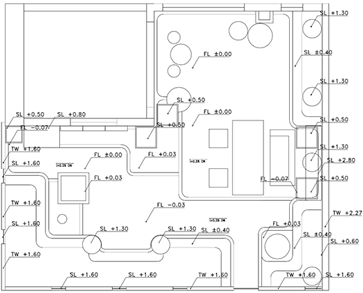 SL +1.30
FL ±0.00
SL ±0.40
SL +1.30
SL +0.50
SL +0.50
SL +0.80
FL ±0.00
FL -0.07
SL +0.50
SL +0.50
TW +1.60
SL +1.30
FL ±0.00
FL +0.03
SL +1.60
SL +2.80
FL +0.03
FL -0.07
SL +0.50
TW +1.60
FL -0.03
TW +2.27
FL +0.03
SL +1.60
SL +1.30
SL +1.30
SL ±0.40
SL ±0.40
SL +0.60
TW +1.60
SL +1.60
SL +1.60
TW +1.60
SL +1.60